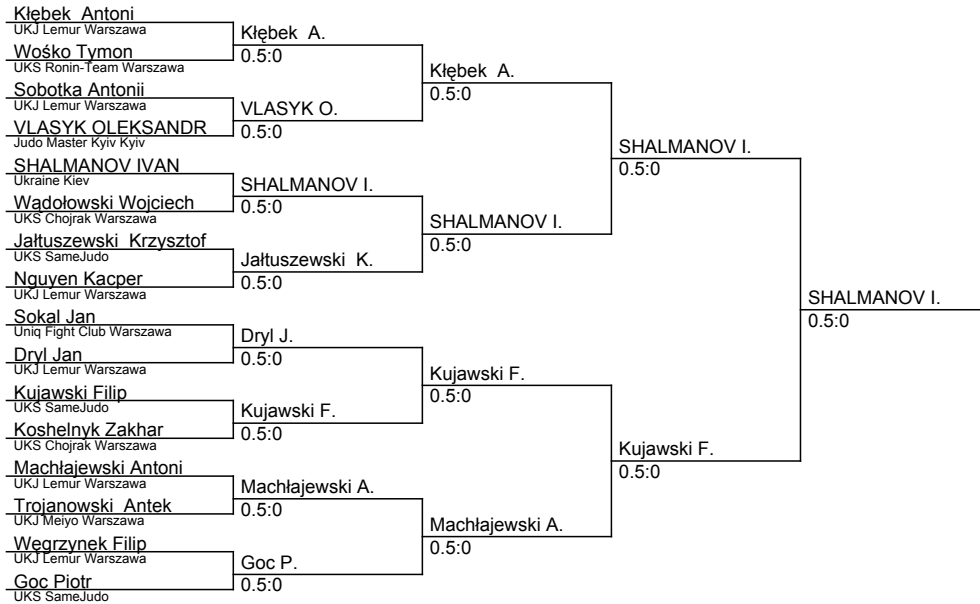 Kłębek  Antoni
UKJ Lemur Warszawa
Wośko Tymon
UKS Ronin-Team Warszawa
Sobotka Antonii
UKJ Lemur Warszawa
VLASYK OLEKSANDR
Judo Master Kyiv Kyiv
SHALMANOV IVAN
Ukraine Kiev
Wądołowski Wojciech
UKS Chojrak Warszawa
Jałtuszewski  Krzysztof
UKS SameJudo
Nguyen Kacper
UKJ Lemur Warszawa
Sokal Jan
Uniq Fight Club Warszawa
Dryl Jan
UKJ Lemur Warszawa
Kujawski Filip
UKS SameJudo
Koshelnyk Zakhar
UKS Chojrak Warszawa
Machłajewski Antoni
UKJ Lemur Warszawa
Trojanowski  Antek
UKJ Meiyo Warszawa
Węgrzynek Filip
UKJ Lemur Warszawa
Goc Piotr
UKS SameJudo
Kłębek  A.
0.5:0
VLASYK O.
0.5:0
SHALMANOV I.
0.5:0
Jałtuszewski  K.
0.5:0
Dryl J.
0.5:0
Kujawski F.
0.5:0
Machłajewski A.
0.5:0
Goc P.
0.5:0
Kłębek  A.
0.5:0
SHALMANOV I.
0.5:0
Kujawski F.
0.5:0
Machłajewski A.
0.5:0
SHALMANOV I.
0.5:0
Kujawski F.
0.5:0
SHALMANOV I.
0.5:0